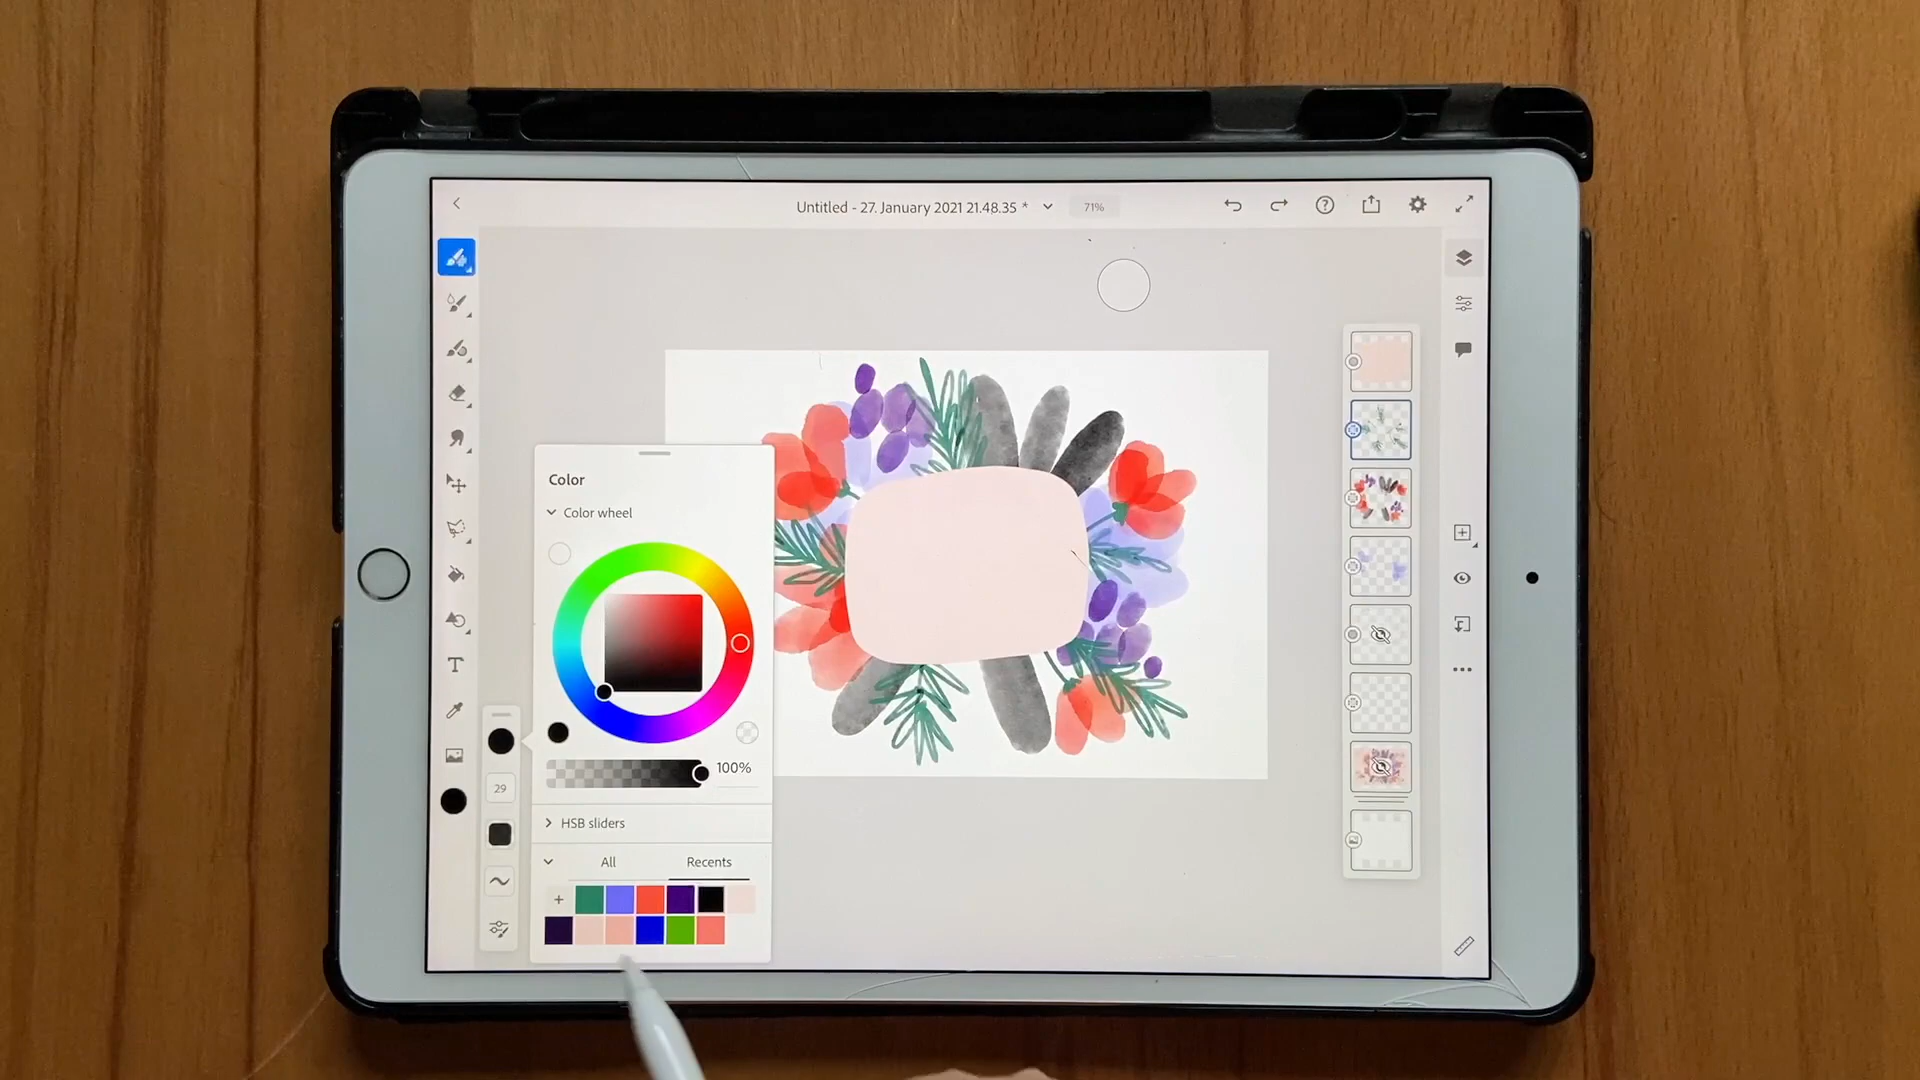 Untitled - 27. January 2021 21.48.35 *
71%
Color
Color wheel
100%
29
HSB sliders
All
Recents
T